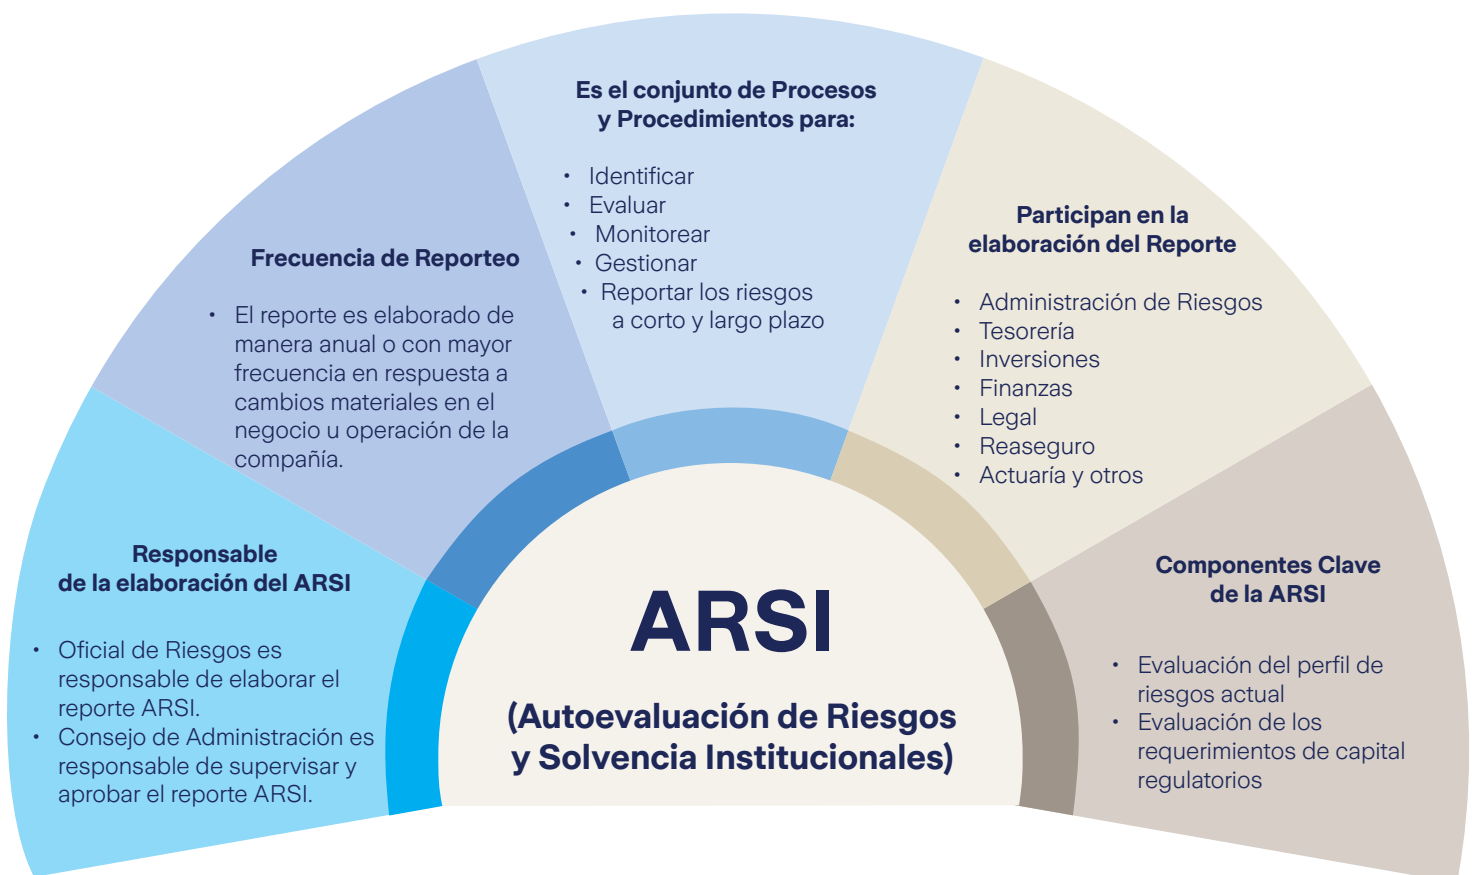 Es el conjunto de Procesos
y Procedimientos para:
• Identificar
• Evaluar
• Monitorear
• Gestionar
• Reportar los riesgos
a corto y largo plazo
Frecuencia de Reporteo
• El reporte es elaborado de
manera anual o con mayor
frecuencia en respuesta a
cambios materiales en el
negocio u operación de la
compañía.
Participan en la
elaboración del Reporte
• Administración de Riesgos
• Tesorería
• Inversiones
• Finanzas
• Legal
• Reaseguro
• Actuaría y otros
Responsable
de la elaboración del ARSI
• Oficial de Riesgos es
responsable de elaborar el
reporte ARSI.
• Consejo de Administración es
responsable de supervisar y
aprobar el reporte ARSI.
ARSI
(Autoevaluación de Riesgos
y Solvencia Institucionales)
Componentes Clave
de la ARSI
• Evaluación del perfil de
riesgos actual
• Evaluación de los
requerimientos de capital
regulatorios